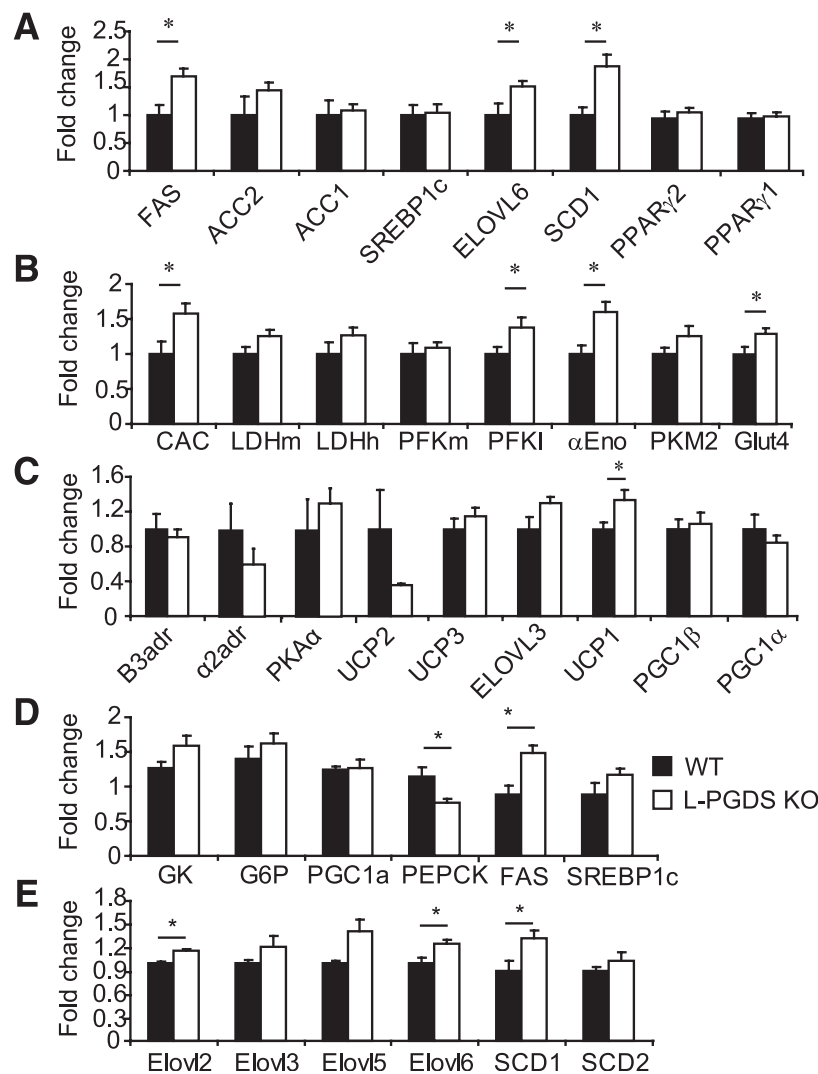 A
Fold change
2.5
2
1.5
1
0.5
0
*
*
*
FAS
ACC2
ACC1
SREBP1c
ELOVL6
SCD1
PPARγ2
PPARγ1
B
Fold change
2
1.5
1
0.5
0
*
*
*
*
CAC LDHm LDHh PFKm PFKl αEno PKM2 Glut4
C
Fold change
1.6
1.2
0.8
0.4
0
*
B3adr
α2adr
PKAα
UCP2
UCP3
ELOVL3
UCP1
PGC1β
PGC1α
D
Fold change
2
1.5
1
0.5
0
*
*
WT
L-PGDS KO
GK G6P PGC1a PEPCK FAS SREBP1c
E
Fold change
1.8
1.5
1.2
0.9
0.6
0.3
0
*
*
*
Elovl2 Elovl3 Elovl5 Elovl6 SCD1 SCD2